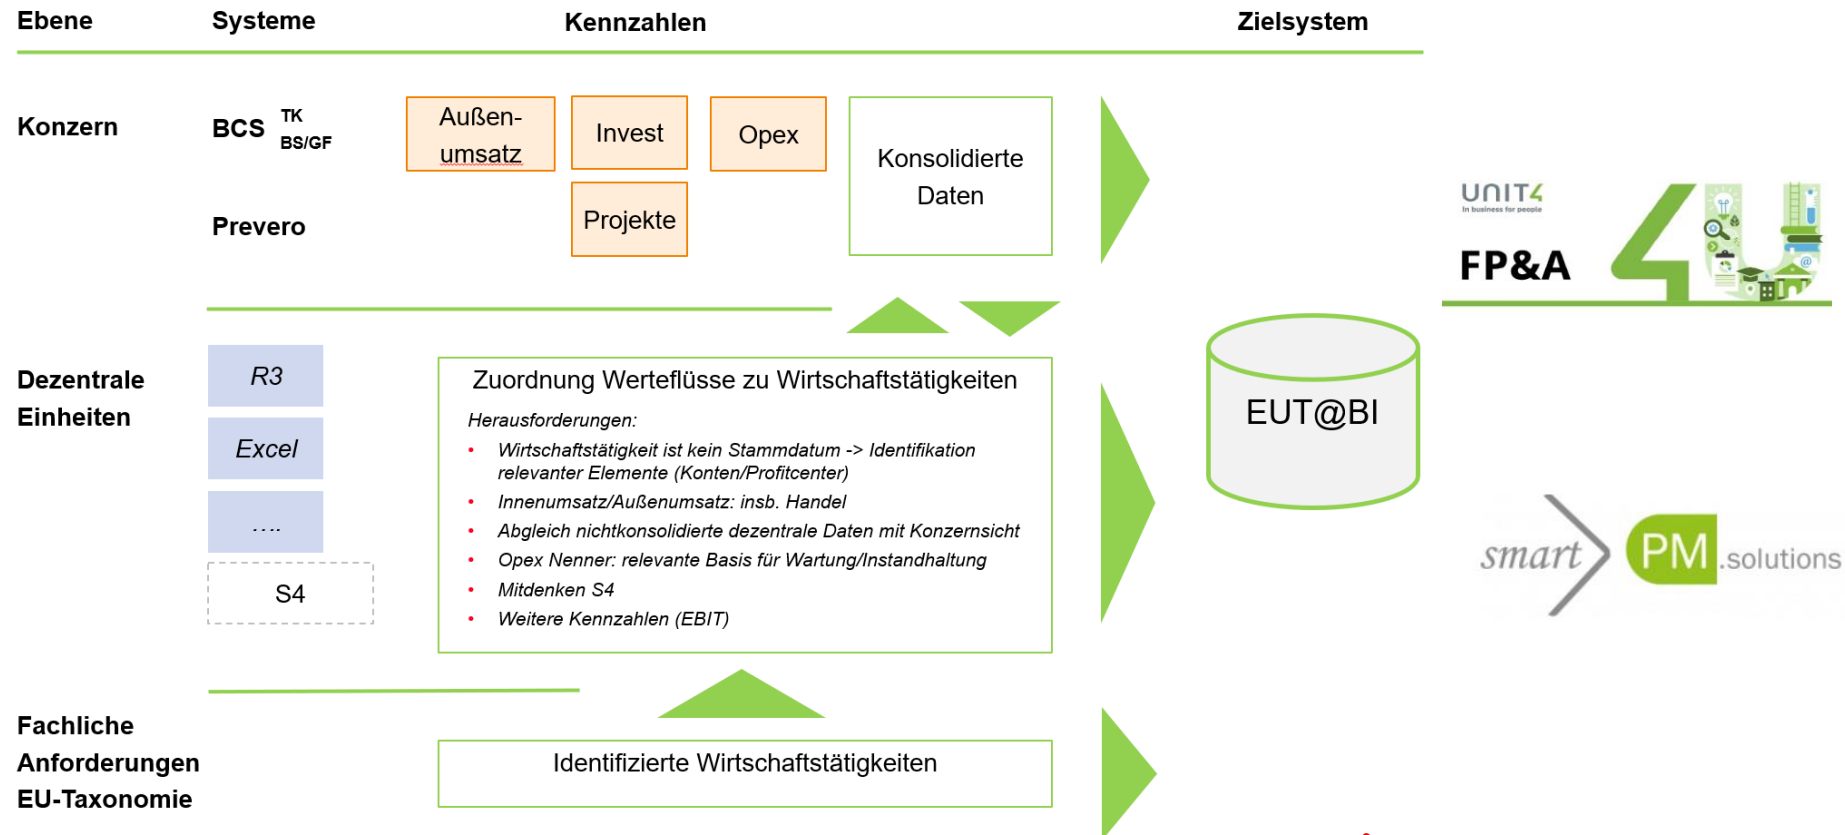 Ebene
Systeme
Kennzahlen
Zielsystem
Konzern
BCS
TK
BS/GF
Außen-
umsatz
Invest
Opex
Konsolidierte
Daten
Prevero
Projekte
UNIT4
In business for people
FP&A
4U
Dezentrale
Einheiten
R3
Excel
....
S4
Zuordnung Werteflüsse zu Wirtschaftstätigkeiten
Herausforderungen:
• Wirtschaftstätigkeit ist kein Stammdatum -> Identifikation
relevanter Elemente (Konten/Profitcenter)
• Innenumsatz/Außenumsatz: insb. Handel
• Abgleich nichtkonsolidierte dezentrale Daten mit Konzernsicht
• Opex Nenner: relevante Basis für Wartung/Instandhaltung
• Mitdenken S4
• Weitere Kennzahlen (EBIT)
EUT@BI
smart PM.solutions
Fachliche
Anforderungen
EU-Taxonomie
Identifizierte Wirtschaftstätigkeiten